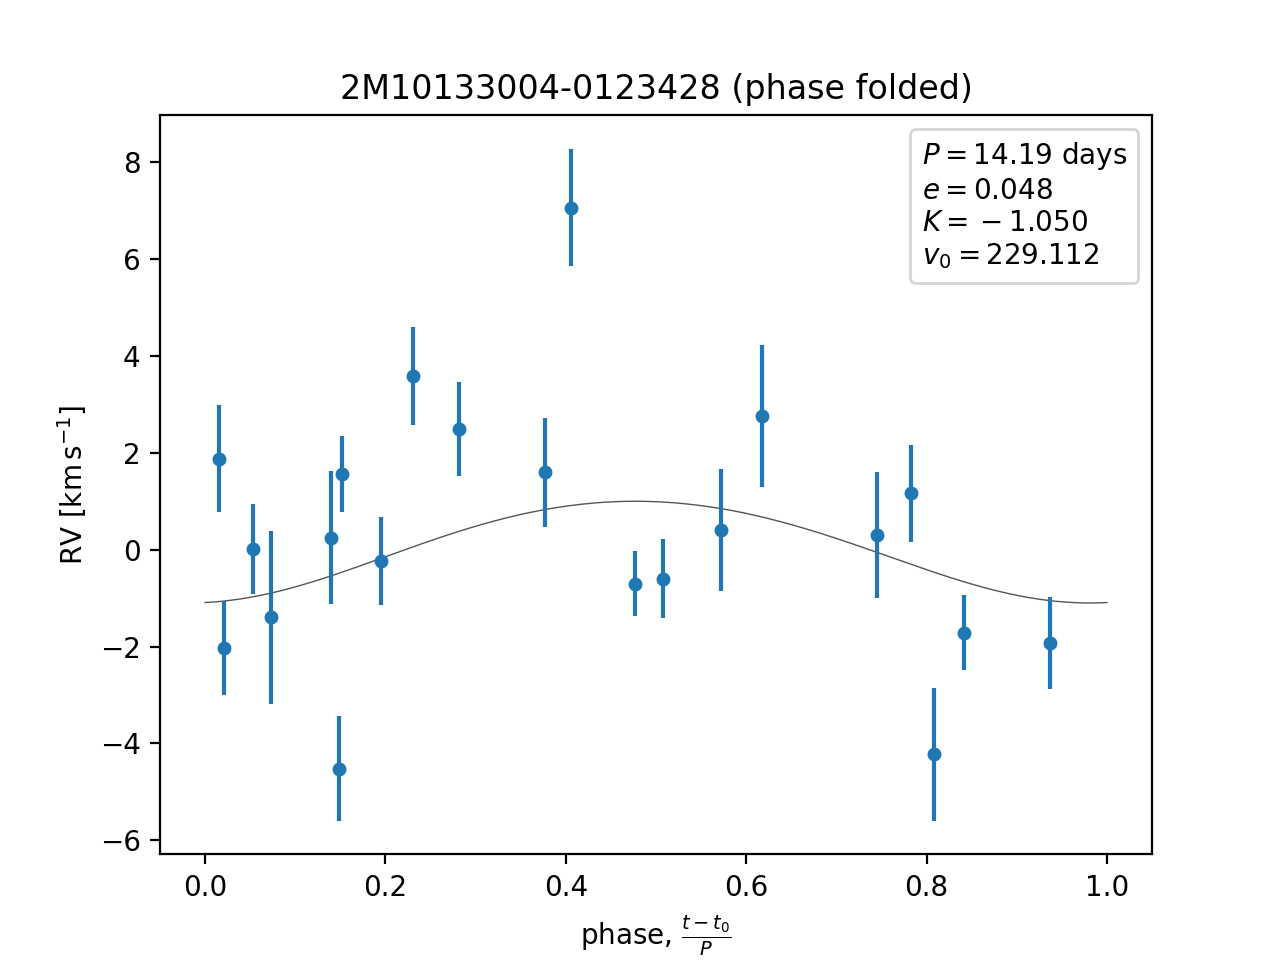 2M10133004-0123428 (phase folded)
P = 14.19 days
e = 0.048
K = −1.050
v₀ = 229.112
RV [km s⁻¹]
8
6
4
2
0
−2
−4
−6
0.0 0.2 0.4 0.6 0.8 1.0
phase, (t − t₀)/P